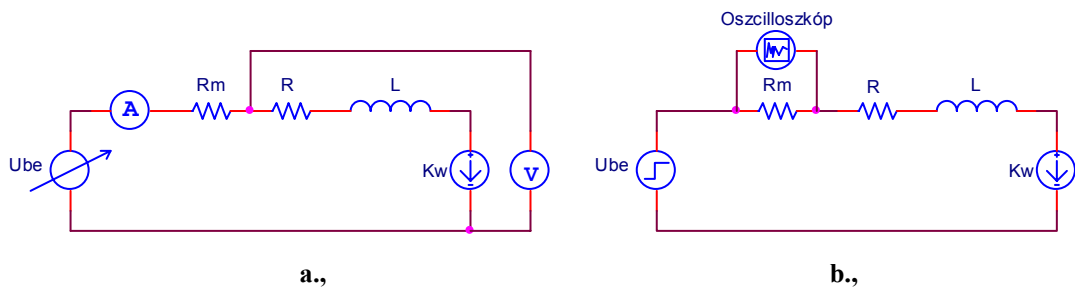 Oszcilloszkóp
Rm R L
Rm R L
A
Ube Kw V
Ube Kw
a., b.,